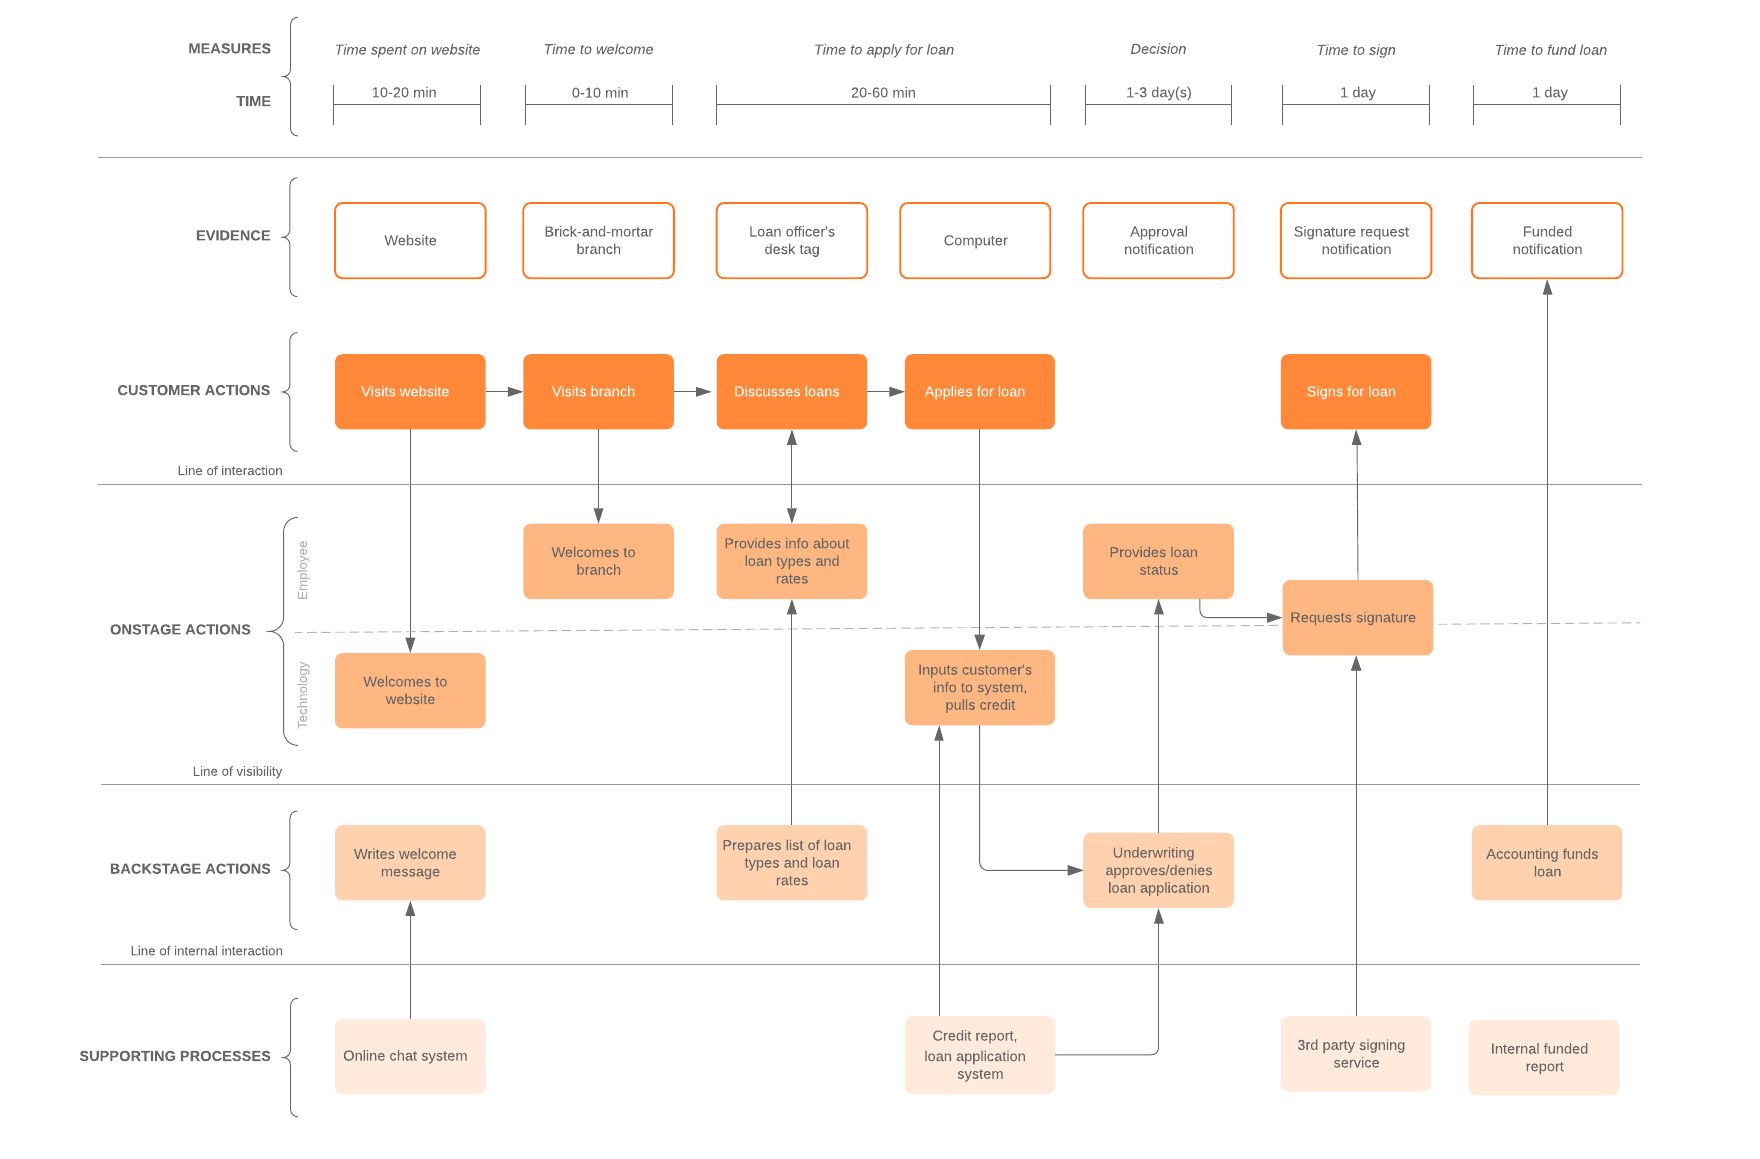 MEASURES
Time spent on website
Time to welcome
Time to apply for loan
Decision
Time to sign
Time to fund loan
TIME
10-20 min
0-10 min
20-60 min
1-3 day(s)
1 day
1 day
EVIDENCE
Website
Brick-and-mortar
branch
Loan officer's
desk tag
Computer
Approval
notification
Signature request
notification
Funded
notification
CUSTOMER ACTIONS
Visits website
Visits branch
Discusses loans
Applies for loan
Signs for loan
Line of interaction
ONSTAGE ACTIONS
Employee
Technology
Welcomes to
branch
Provides info about
loan types and
rates
Provides loan
status
Requests signature
Welcomes to
website
Inputs customer's
info to system,
pulls credit
Line of visibility
BACKSTAGE ACTIONS
Writes welcome
message
Prepares list of loan
types and loan
rates
Underwriting
approves/denies
loan application
Accounting funds
loan
Line of internal interaction
SUPPORTING PROCESSES
Online chat system
Credit report,
loan application
system
3rd party signing
service
Internal funded
report